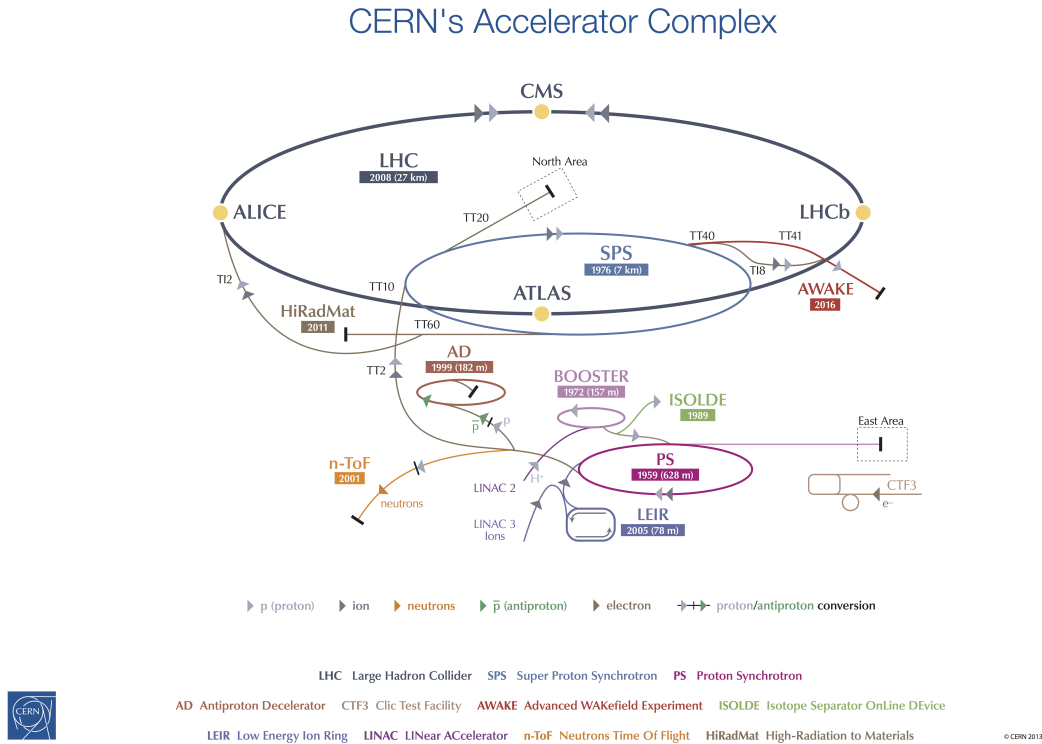 CERN's Accelerator Complex
CMS
LHC
2008 (27 km)
North Area
ALICE
LHCb
TT20
TT40
TT41
SPS
1976 (7 km)
TI8
TI2
TT10
ATLAS
AWAKE
2016
HiRadMat
2011
TT60
AD
1999 (182 m)
TT2
BOOSTER
1972 (157 m)
ISOLDE
1989
p̅
p
East Area
n-ToF
2001
PS
1959 (628 m)
H⁺
LINAC 2
neutrons
CTF3
e⁻
LEIR
2005 (78 m)
LINAC 3
Ions
p (proton)
ion
neutrons
p̅ (antiproton)
electron
proton/antiproton conversion
LHC Large Hadron Collider SPS Super Proton Synchrotron PS Proton Synchrotron
AD Antiproton Decelerator CTF3 Clic Test Facility AWAKE Advanced WAKefield Experiment ISOLDE Isotope Separator OnLine DEvice
LEIR Low Energy Ion Ring LINAC LINear ACcelerator n-ToF Neutrons Time Of Flight HiRadMat High-Radiation to Materials
CERN
© CERN 2013